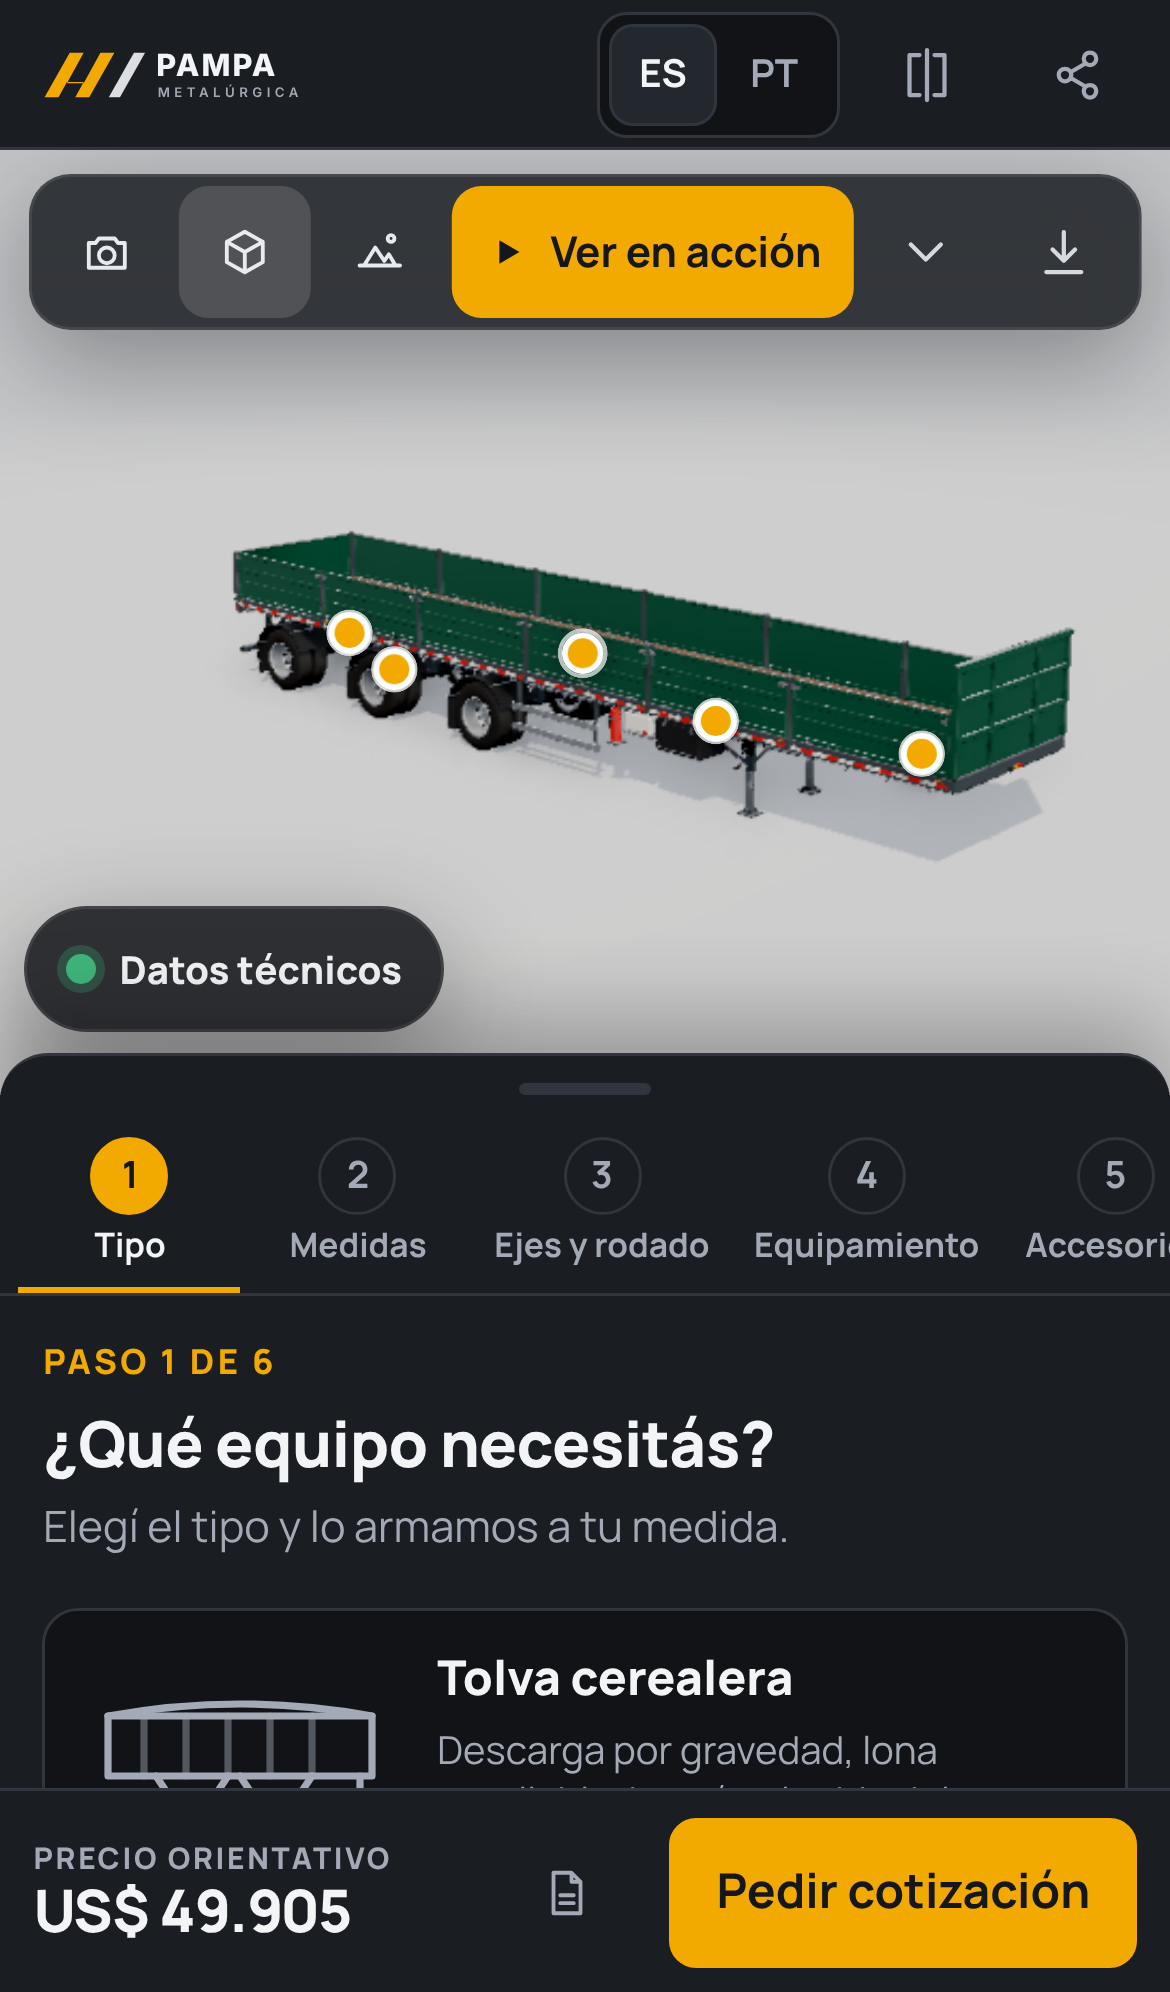 PAMPA
METALÚRGICA
ES
PT
Ver en acción
Datos técnicos
1
2
3
4
5
Tipo
Medidas
Ejes y rodado
Equipamiento
Accesori
PASO 1 DE 6
¿Qué equipo necesitás?
Elegí el tipo y lo armamos a tu medida.
Tolva cerealera
Descarga por gravedad, lona
PRECIO ORIENTATIVO
US$ 49.905
Pedir cotización